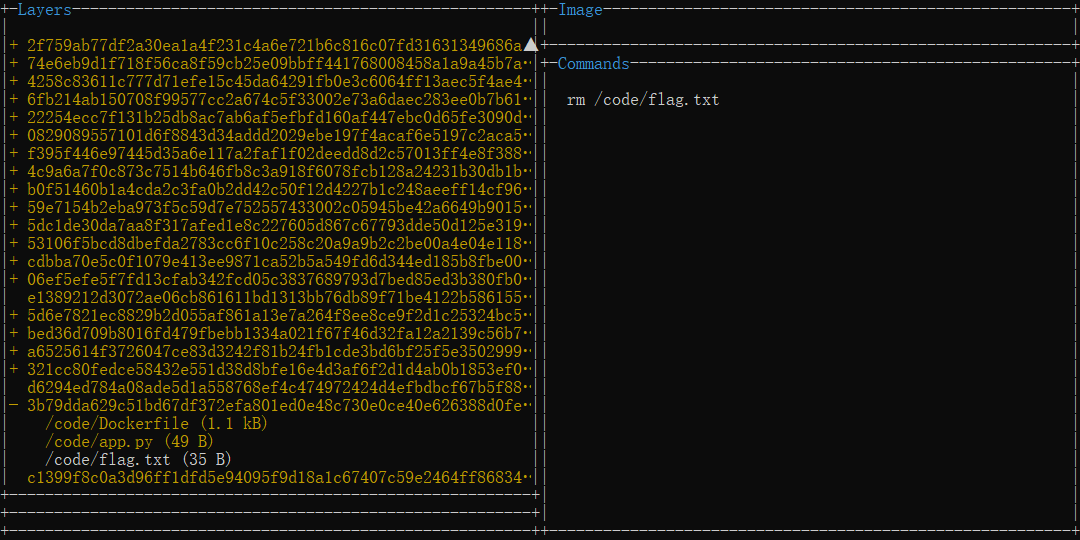 Layers
+ 2f759ab77df2a30ea1a4f231c4a6e721b6c816c07fd31631349686a
+ 74e6eb9d1f718f56ca8f59cb25e09bbff441768008458a1a9a45b7a··
+ 4258c83611c777d71efe15c45da64291fb0e3c6064ff13aec5f4ae4··
+ 6fb214ab150708f99577cc2a674c5f33002e73a6daec283ee0b7b61··
+ 22254ecc7f131b25db8ac7ab6af5efbfd160af447ebc0d65fe3090d··
+ 0829089557101d6f8843d34addd2029ebe197f4acaf6e5197c2aca5··
+ f395f446e97445d35a6e117a2faf1f02deedd8d2c57013ff4e8f388··
+ 4c9a6a7f0c873c7514b646fb8c3a918f6078fcb128a24231b30db1b··
+ b0f51460b1a4cda2c3fa0b2dd42c50f12d4227b1c248aeeff14cf96··
+ 59e7154b2eba973f5c59d7e752557433002c05945be42a6649b9015··
+ 5dc1de30da7aa8f317afed1e8c227605d867c67793dde50d125e319··
+ 53106f5bcd8dbefda2783cc6f10c258c20a9a9b2c2be00a4e04e118··
+ cdbba70e5c0f1079e413ee9871ca52b5a549fd6d344ed185b8fbe00··
+ 06ef5efe5f7fd13cfab342fcd05c3837689793d7bed85ed3b380fb0··
e1389212d3072ae06cb861611bd1313bb76db89f71be4122b586155··
+ 5d6e7821ec8829b2d055af861a13e7a264f8ee8ce9f2d1c25324bc5··
+ bed36d709b8016fd479fbebb1334a021f67f46d32fa12a2139c56b7··
+ a6525614f3726047ce83d3242f81b24fb1cde3bd6bf25f5e3502999··
+ 321cc80fedce58432e551d38d8bfe16e4d3af6f2d1d4ab0b1853ef0··
d6294ed784a08ade5d1a558768ef4c474972424d4efbdbcf67b5f88··
- 3b79dda629c51bd67df372efa801ed0e48c730e0ce40e626388d0fe··
/code/Dockerfile (1.1 kB)
/code/app.py (49 B)
/code/flag.txt (35 B)
c1399f8c0a3d96ff1dfd5e94095f9d18a1c67407c59e2464ff86834··
Image
Commands
rm /code/flag.txt